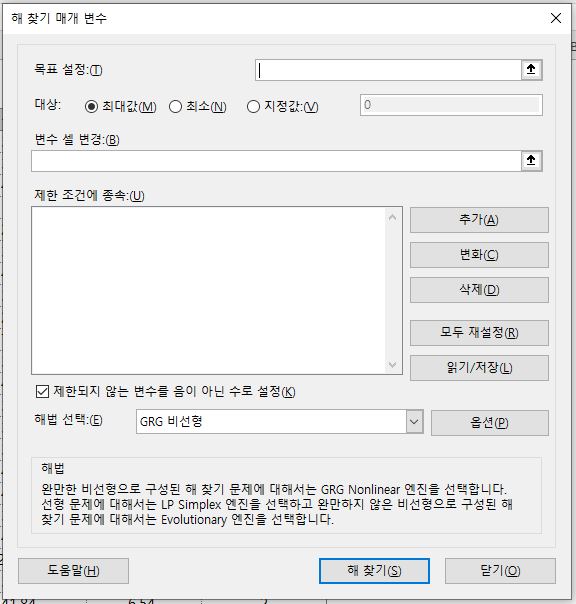 해 찾기 매개 변수
목표 설정:(T)
대상: 최대값(M) 최소(N) 지정값:(V) 0
변수 셀 변경:(B)
제한 조건에 종속:(U)
추가(A)
변화(C)
삭제(D)
모두 재설정(R)
읽기/저장(L)
제한되지 않는 변수를 음이 아닌 수로 설정(K)
해법 선택:(E) GRG 비선형 옵션(P)
해법
완만한 비선형으로 구성된 해 찾기 문제에 대해서는 GRG Nonlinear 엔진을 선택합니다.
선형 문제에 대해서는 LP Simplex 엔진을 선택하고 완만하지 않은 비선형으로 구성된 해
찾기 문제에 대해서는 Evolutionary 엔진을 선택합니다.
도움말(H) 해 찾기(S) 닫기(O)